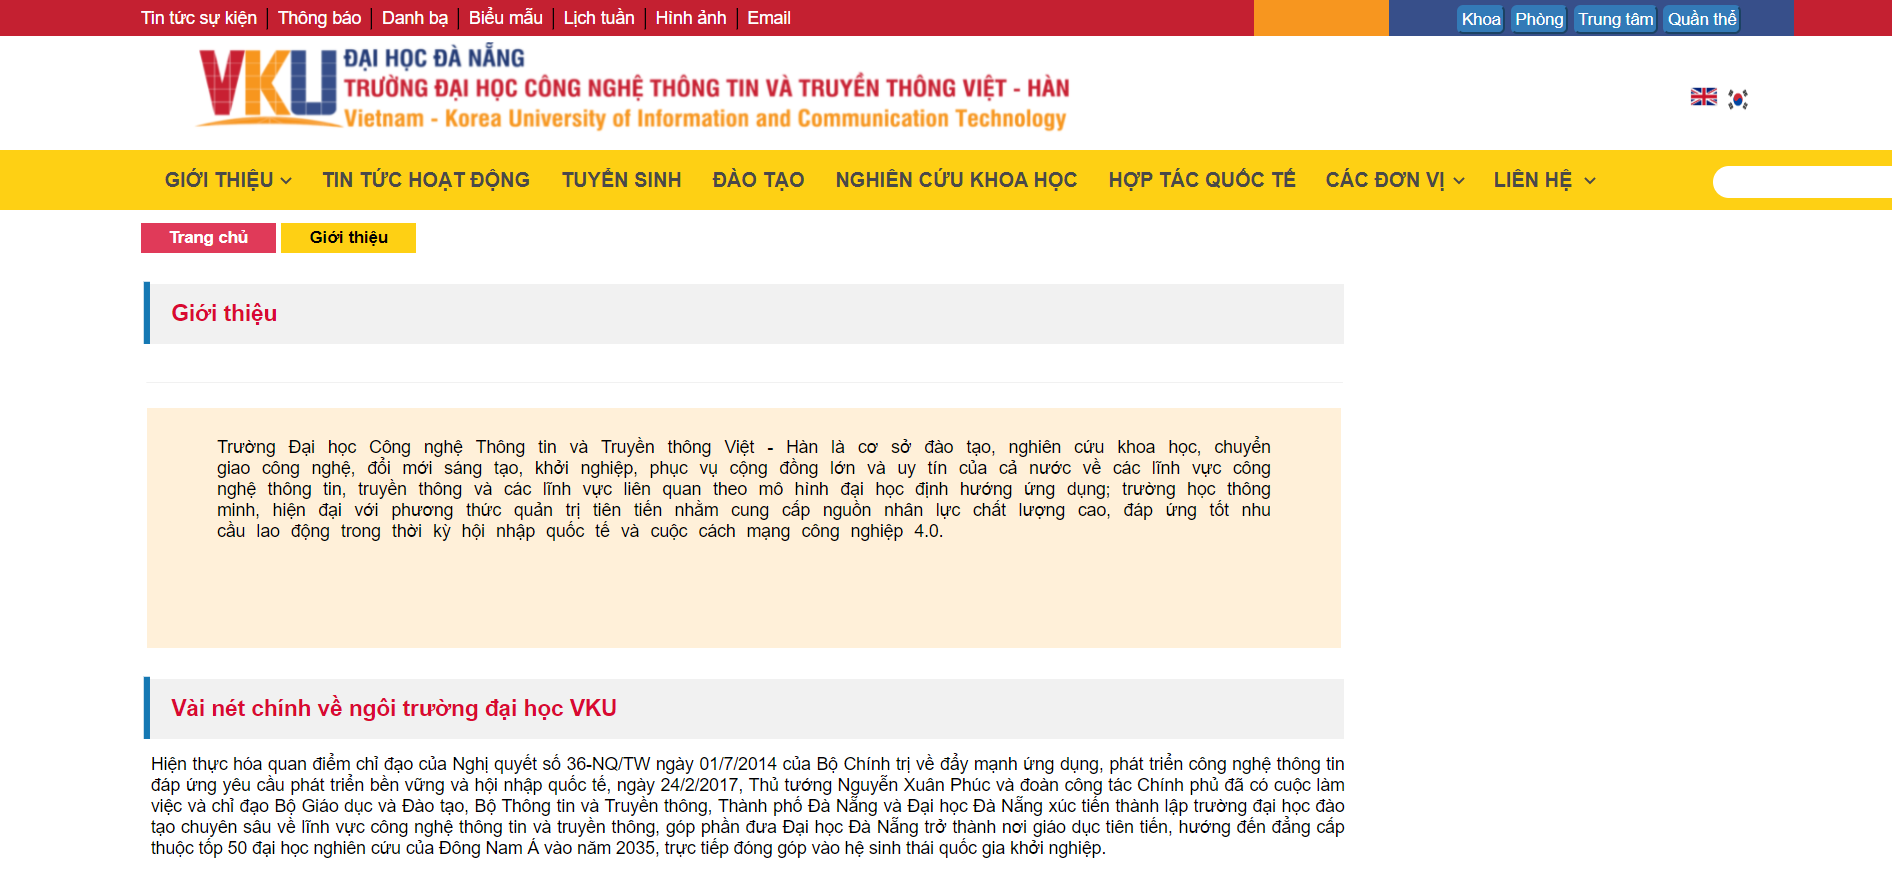 Tin tức sự kiện | Thông báo | Danh bạ | Biểu mẫu | Lịch tuần | Hình ảnh | Email
Khoa Phòng Trung tâm Quần thể
VKU
ĐẠI HỌC ĐÀ NẴNG
TRƯỜNG ĐẠI HỌC CÔNG NGHỆ THÔNG TIN VÀ TRUYỀN THÔNG VIỆT - HÀN
Vietnam - Korea University of Information and Communication Technology
GIỚI THIỆU TIN TỨC HOẠT ĐỘNG TUYỂN SINH ĐÀO TẠO NGHIÊN CỨU KHOA HỌC HỢP TÁC QUỐC TẾ CÁC ĐƠN VỊ LIÊN HỆ
Trang chủ Giới thiệu
Giới thiệu
Trường Đại học Công nghệ Thông tin và Truyền thông Việt - Hàn là cơ sở đào tạo, nghiên cứu khoa học, chuyển
giao công nghệ, đổi mới sáng tạo, khởi nghiệp, phục vụ cộng đồng lớn và uy tín của cả nước về các lĩnh vực công
nghệ thông tin, truyền thông và các lĩnh vực liên quan theo mô hình đại học định hướng ứng dụng; trường học thông
minh, hiện đại với phương thức quản trị tiên tiến nhằm cung cấp nguồn nhân lực chất lượng cao, đáp ứng tốt nhu
cầu lao động trong thời kỳ hội nhập quốc tế và cuộc cách mạng công nghiệp 4.0.
Vài nét chính về ngôi trường đại học VKU
Hiện thực hóa quan điểm chỉ đạo của Nghị quyết số 36-NQ/TW ngày 01/7/2014 của Bộ Chính trị về đẩy mạnh ứng dụng, phát triển công nghệ thông tin
đáp ứng yêu cầu phát triển bền vững và hội nhập quốc tế, ngày 24/2/2017, Thủ tướng Nguyễn Xuân Phúc và đoàn công tác Chính phủ đã có cuộc làm
việc và chỉ đạo Bộ Giáo dục và Đào tạo, Bộ Thông tin và Truyền thông, Thành phố Đà Nẵng và Đại học Đà Nẵng xúc tiến thành lập trường đại học đào
tạo chuyên sâu về lĩnh vực công nghệ thông tin và truyền thông, góp phần đưa Đại học Đà Nẵng trở thành nơi giáo dục tiên tiến, hướng đến đẳng cấp
thuộc tốp 50 đại học nghiên cứu của Đông Nam Á vào năm 2035, trực tiếp đóng góp vào hệ sinh thái quốc gia khởi nghiệp.